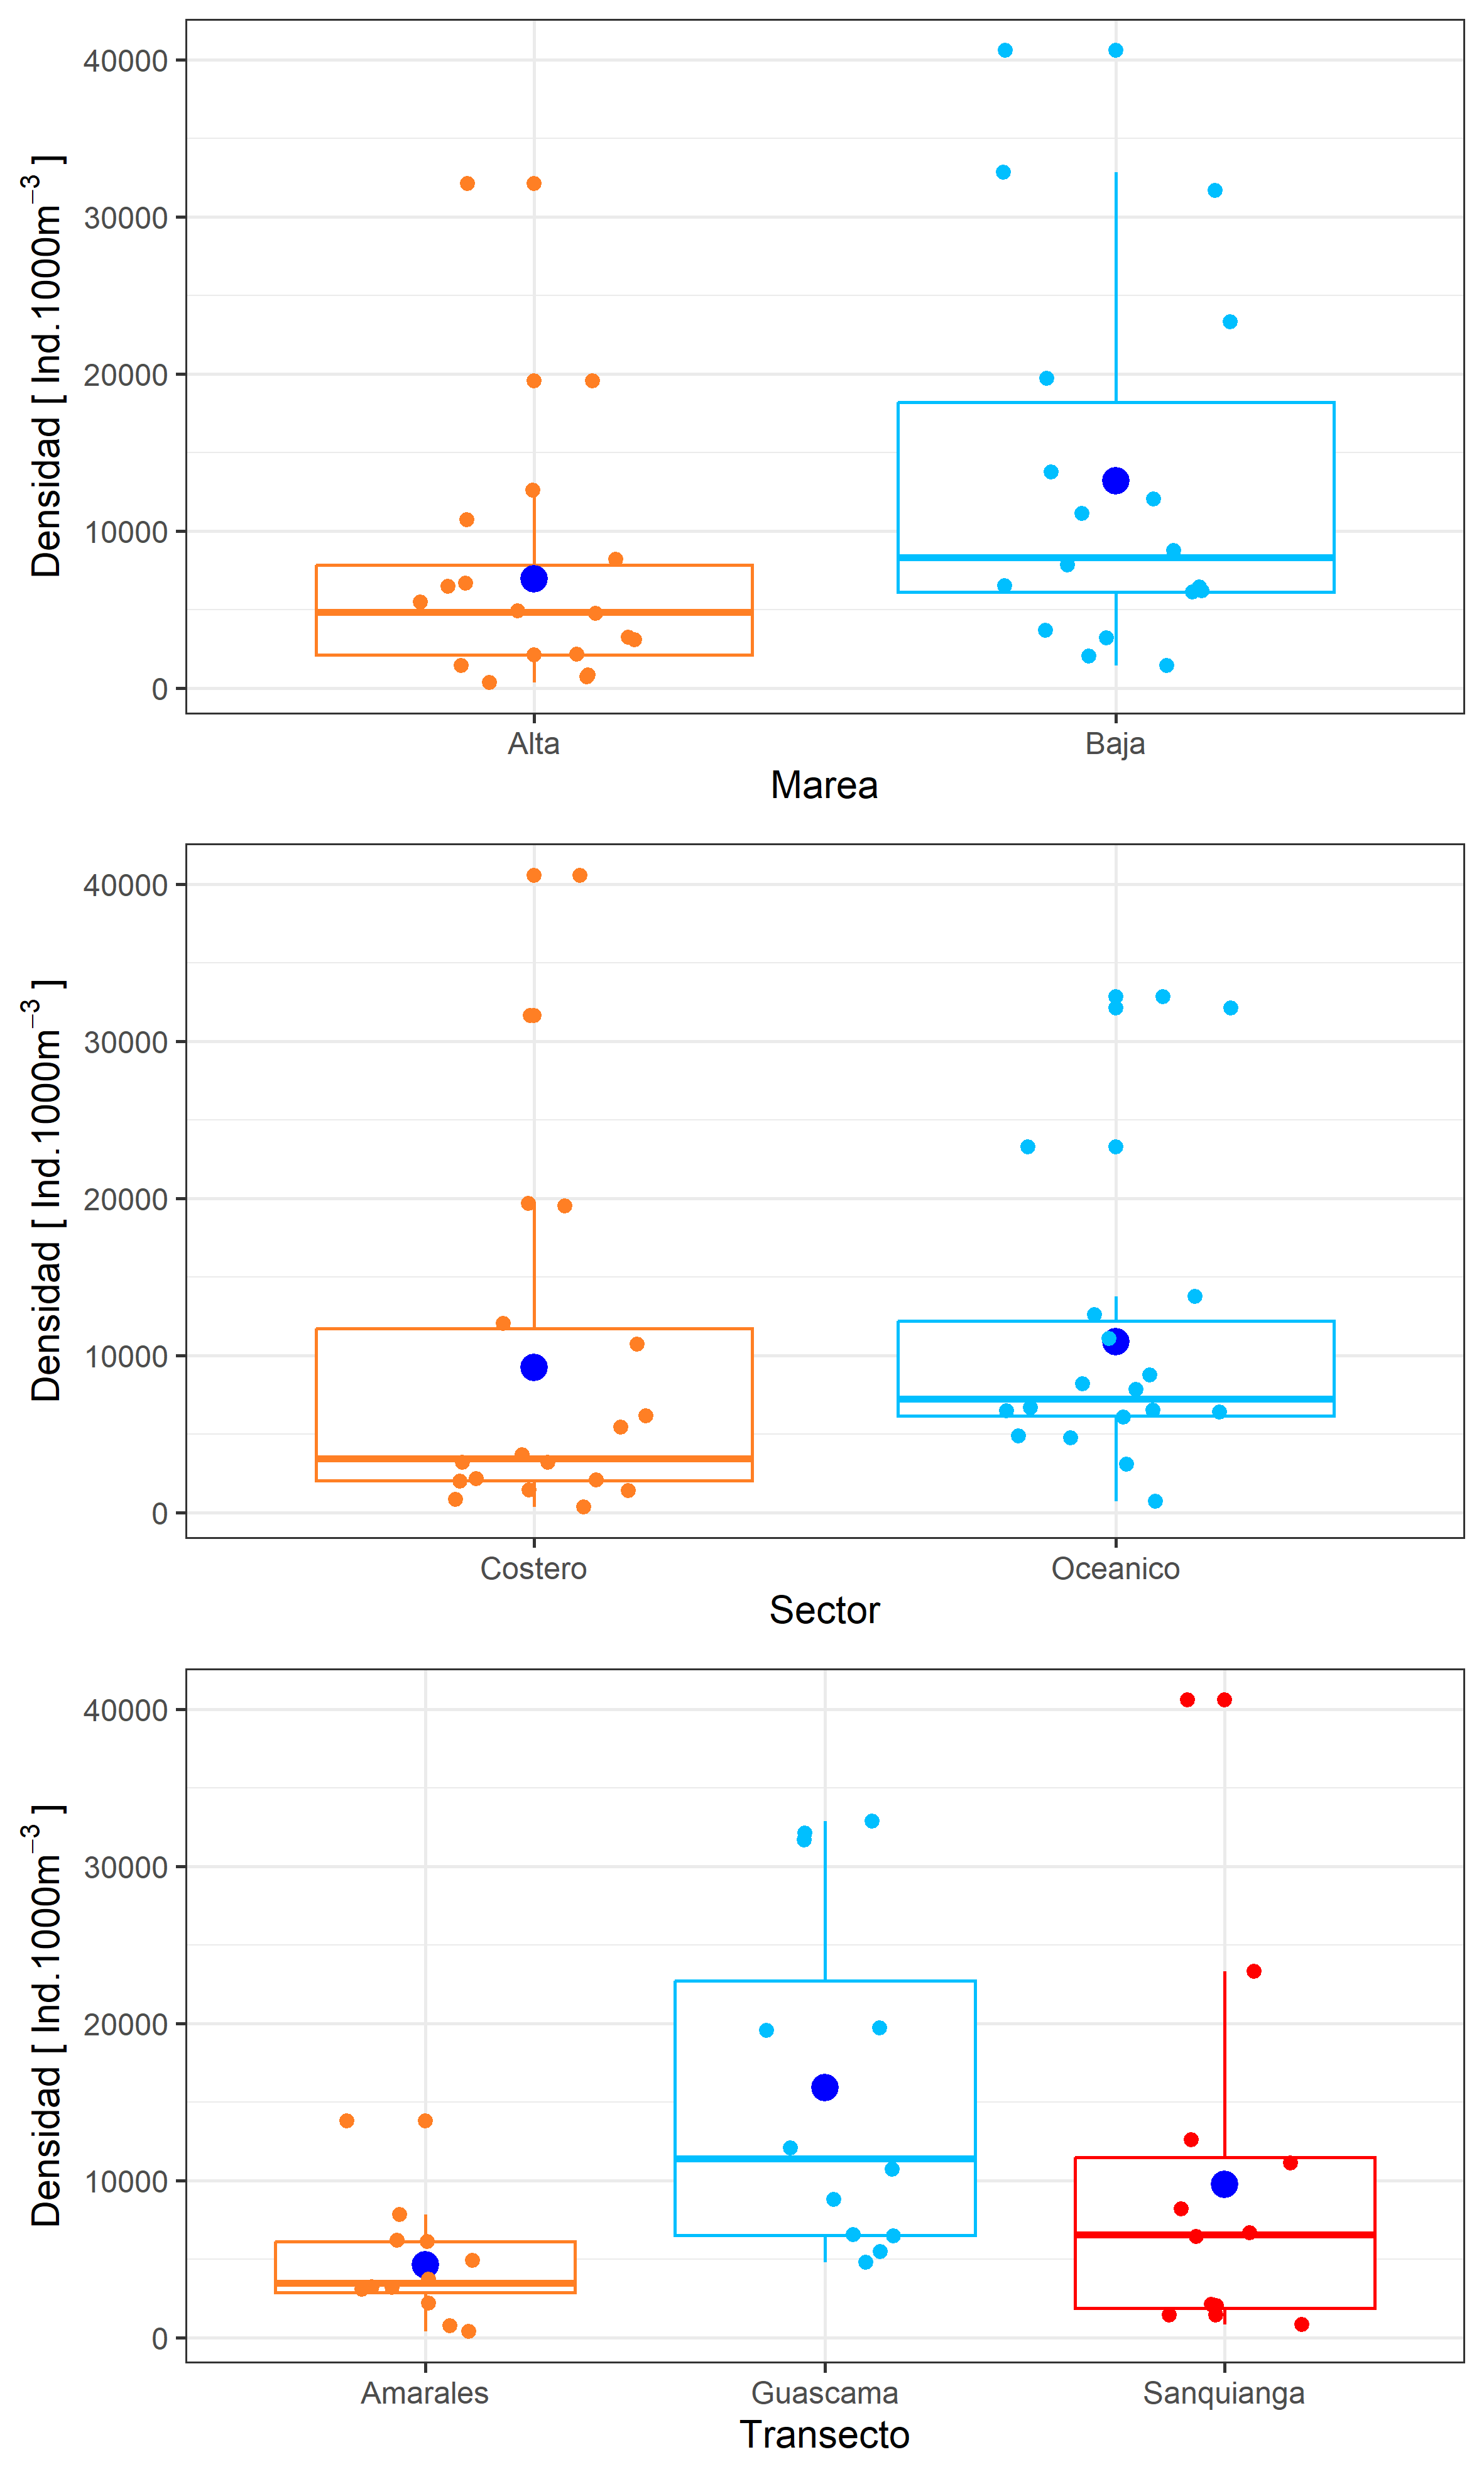 Densidad [ Ind.1000m⁻³ ]
40000
30000
20000
10000
0
Alta Baja
Marea
Densidad [ Ind.1000m⁻³ ]
40000
30000
20000
10000
0
Costero Oceanico
Sector
Densidad [ Ind.1000m⁻³ ]
40000
30000
20000
10000
0
Amarales Guascama Sanquianga
Transecto